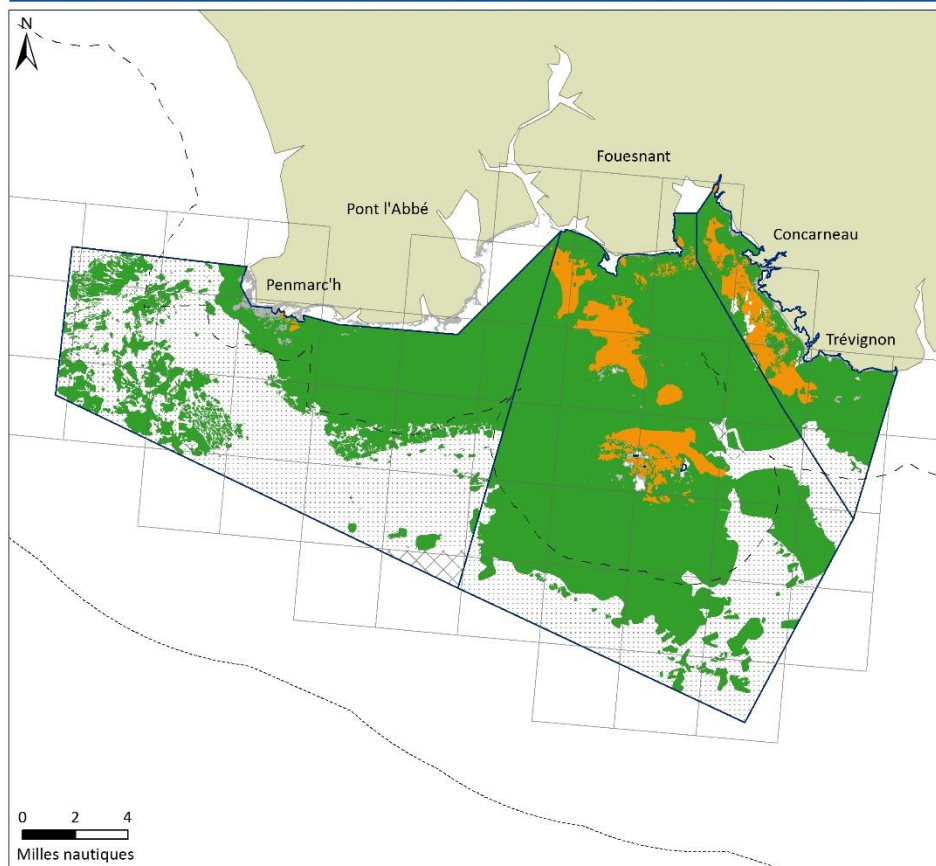 N
Fouesnant
Pont l'Abbé
Concarneau
Penmarc'h
Trévignon
0 2 4
Milles nautiques